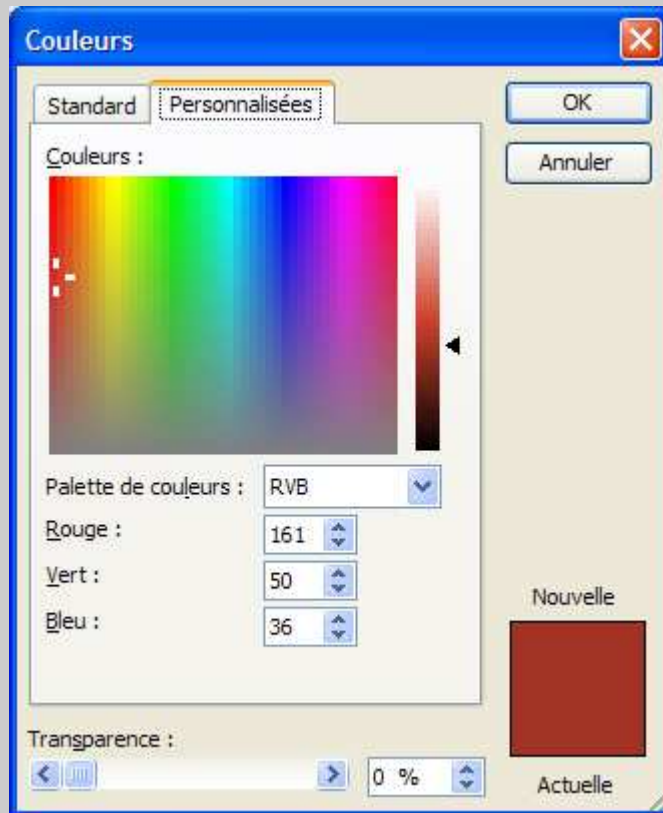 Couleurs
Standard
Personnalisées
OK
Annuler
Couleurs :
Palette de couleurs : RVB
Rouge : 161
Vert : 50
Bleu : 36
Nouvelle
Transparence :
0 %
Actuelle